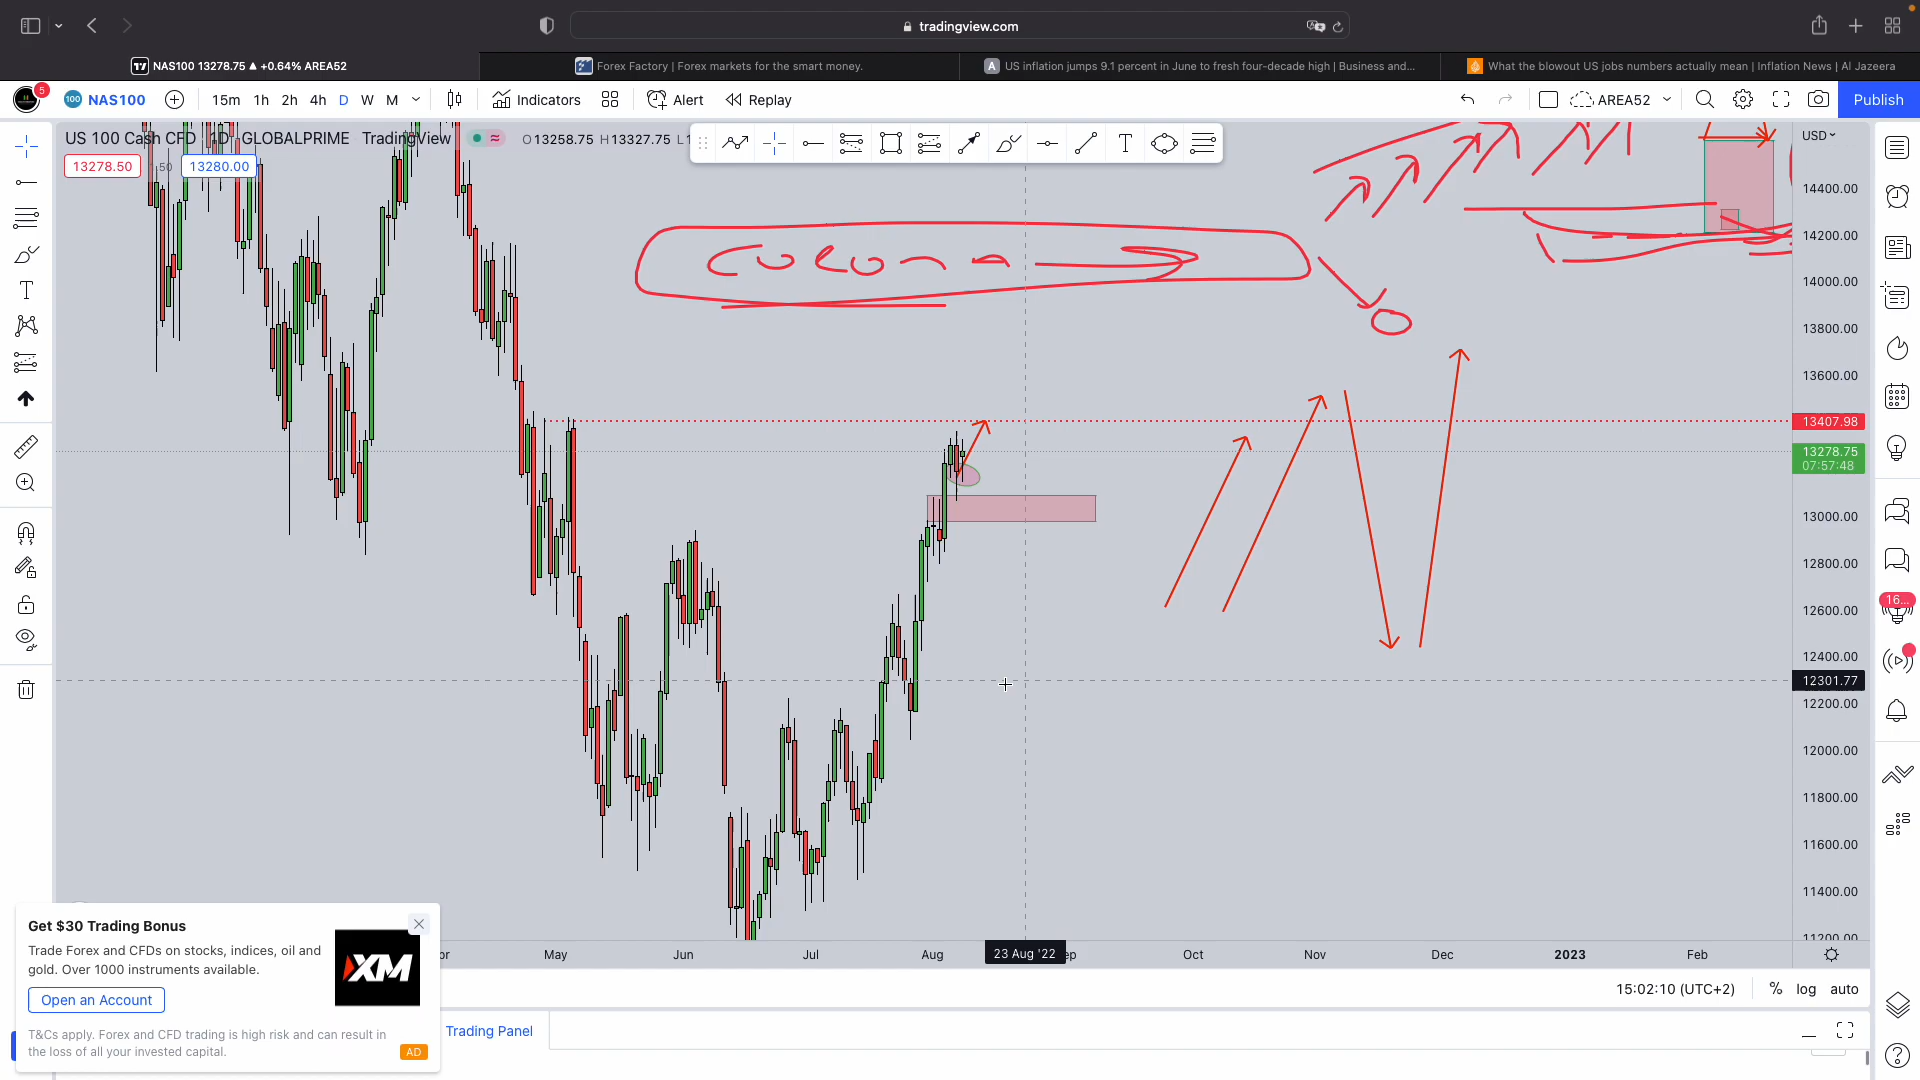 tradingview.com
NAS100 13278.75 ▲ +0.64% AREA52
Forex Factory | Forex markets for the smart money.
US inflation jumps 9.1 percent in June to fresh four-decade high | Business and...
What the blowout US jobs numbers actually mean | Inflation News | Al Jazeera
5
100 NAS100
15m 1h 2h 4h D W M
Indicators
Alert
Replay
AREA52
Publish
US 100 Cash CFD 1D GLOBALPRIME TradingView
O13258.75 H13327.75
13278.50
50
13280.00
USD
14400.00
14200.00
14000.00
13800.00
13600.00
13407.98
13278.75
07:57:48
13000.00
12800.00
12600.00
16...
12400.00
12301.77
12200.00
12000.00
11800.00
11600.00
11400.00
11200.00
May Jun Jul Aug 23 Aug '22 Oct Nov Dec 2023 Feb
15:02:10 (UTC+2) % log auto
Trading Panel
Get $30 Trading Bonus
Trade Forex and CFDs on stocks, indices, oil and
gold. Over 1000 instruments available.
XM
Open an Account
T&Cs apply. Forex and CFD trading is high risk and can result in
the loss of all your invested capital.
AD